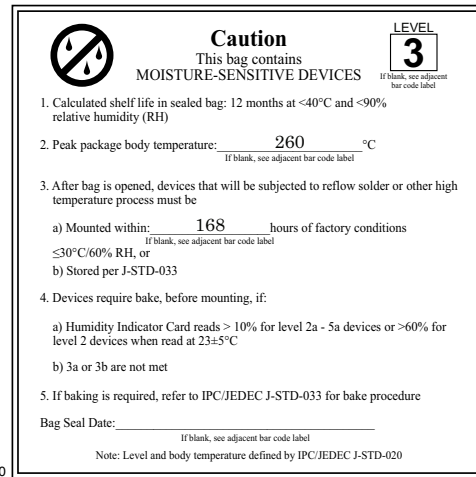 Caution
This bag contains
MOISTURE-SENSITIVE DEVICES
LEVEL
3
If blank, see adjacent
bar code label
1. Calculated shelf life in sealed bag: 12 months at <40°C and <90%
relative humidity (RH)
2. Peak package body temperature: 260 °C
If blank, see adjacent bar code label
3. After bag is opened, devices that will be subjected to reflow solder or other high
temperature process must be
a) Mounted within: 168 hours of factory conditions
If blank, see adjacent bar code label
≤30°C/60% RH, or
b) Stored per J-STD-033
4. Devices require bake, before mounting, if:
a) Humidity Indicator Card reads > 10% for level 2a - 5a devices or >60% for
level 2 devices when read at 23±5°C
b) 3a or 3b are not met
5. If baking is required, refer to IPC/JEDEC J-STD-033 for bake procedure
Bag Seal Date:
If blank, see adjacent bar code label
Note: Level and body temperature defined by IPC/JEDEC J-STD-020
0